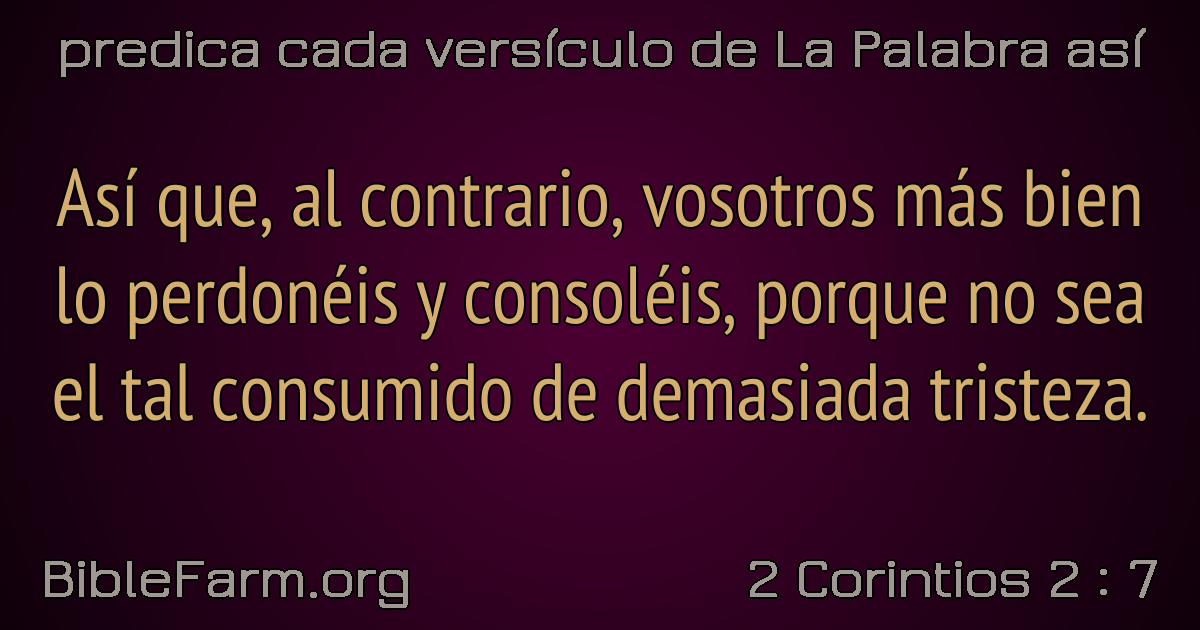 predica cada versículo de La Palabra así
Así que, al contrario, vosotros más bien
lo perdonéis y consoléis, porque no sea
el tal consumido de demasiada tristeza.
BibleFarm.org
2 Corintios 2 : 7